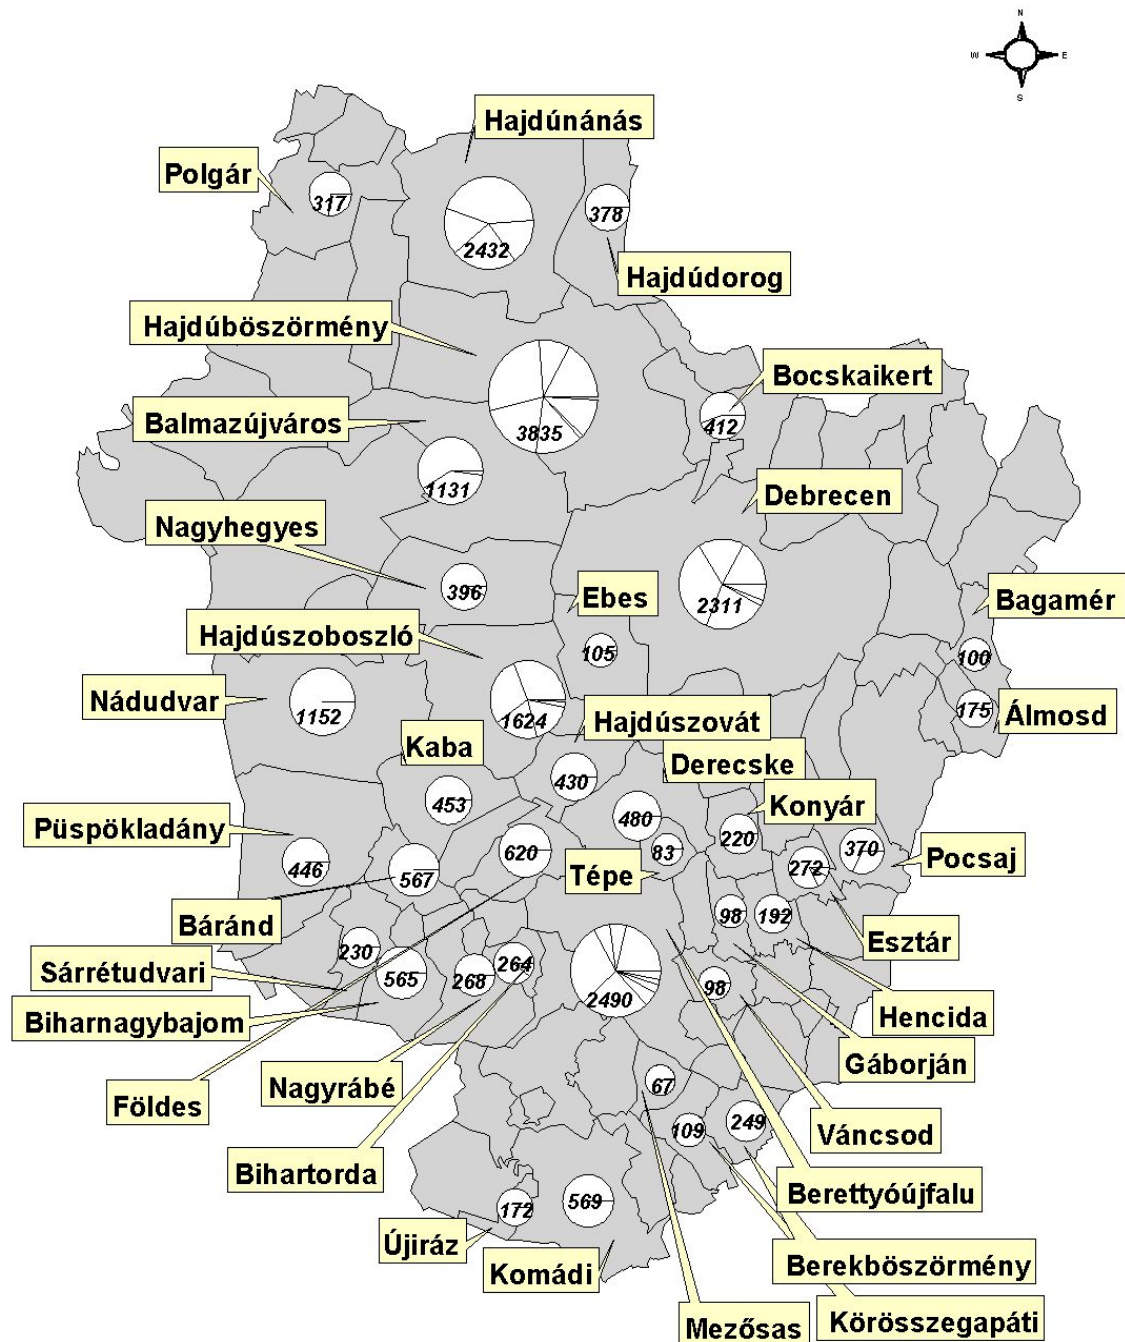 N
W E
S
Hajdúnánás
Polgár
317
378
2432
Hajdúdorog
Hajdúböszörmény
Bocskaikert
Balmazújváros
412
3835
1131
Debrecen
Nagyhegyes
396
Ebes
2311
Bagamér
Hajdúszoboszló
105
100
Nádudvar
1152
1624
Hajdúszovát
175
Álmosd
Kaba
Derecske
430
453
Konyár
480
Püspökladány
220
620
83
370
Pocsaj
446
567
Tépe
272
Báránd
98
192
Esztár
230
Sárrétudvari
565
268
264
2490
98
Biharnagybajom
Hencida
Gáborján
Nagyrábé
67
Földes
109
249
Váncsod
Bihartorda
Berettyóújfalu
172
569
Újiráz
Komádi
Berekböszörmény
Mezősas
Körösszegapáti